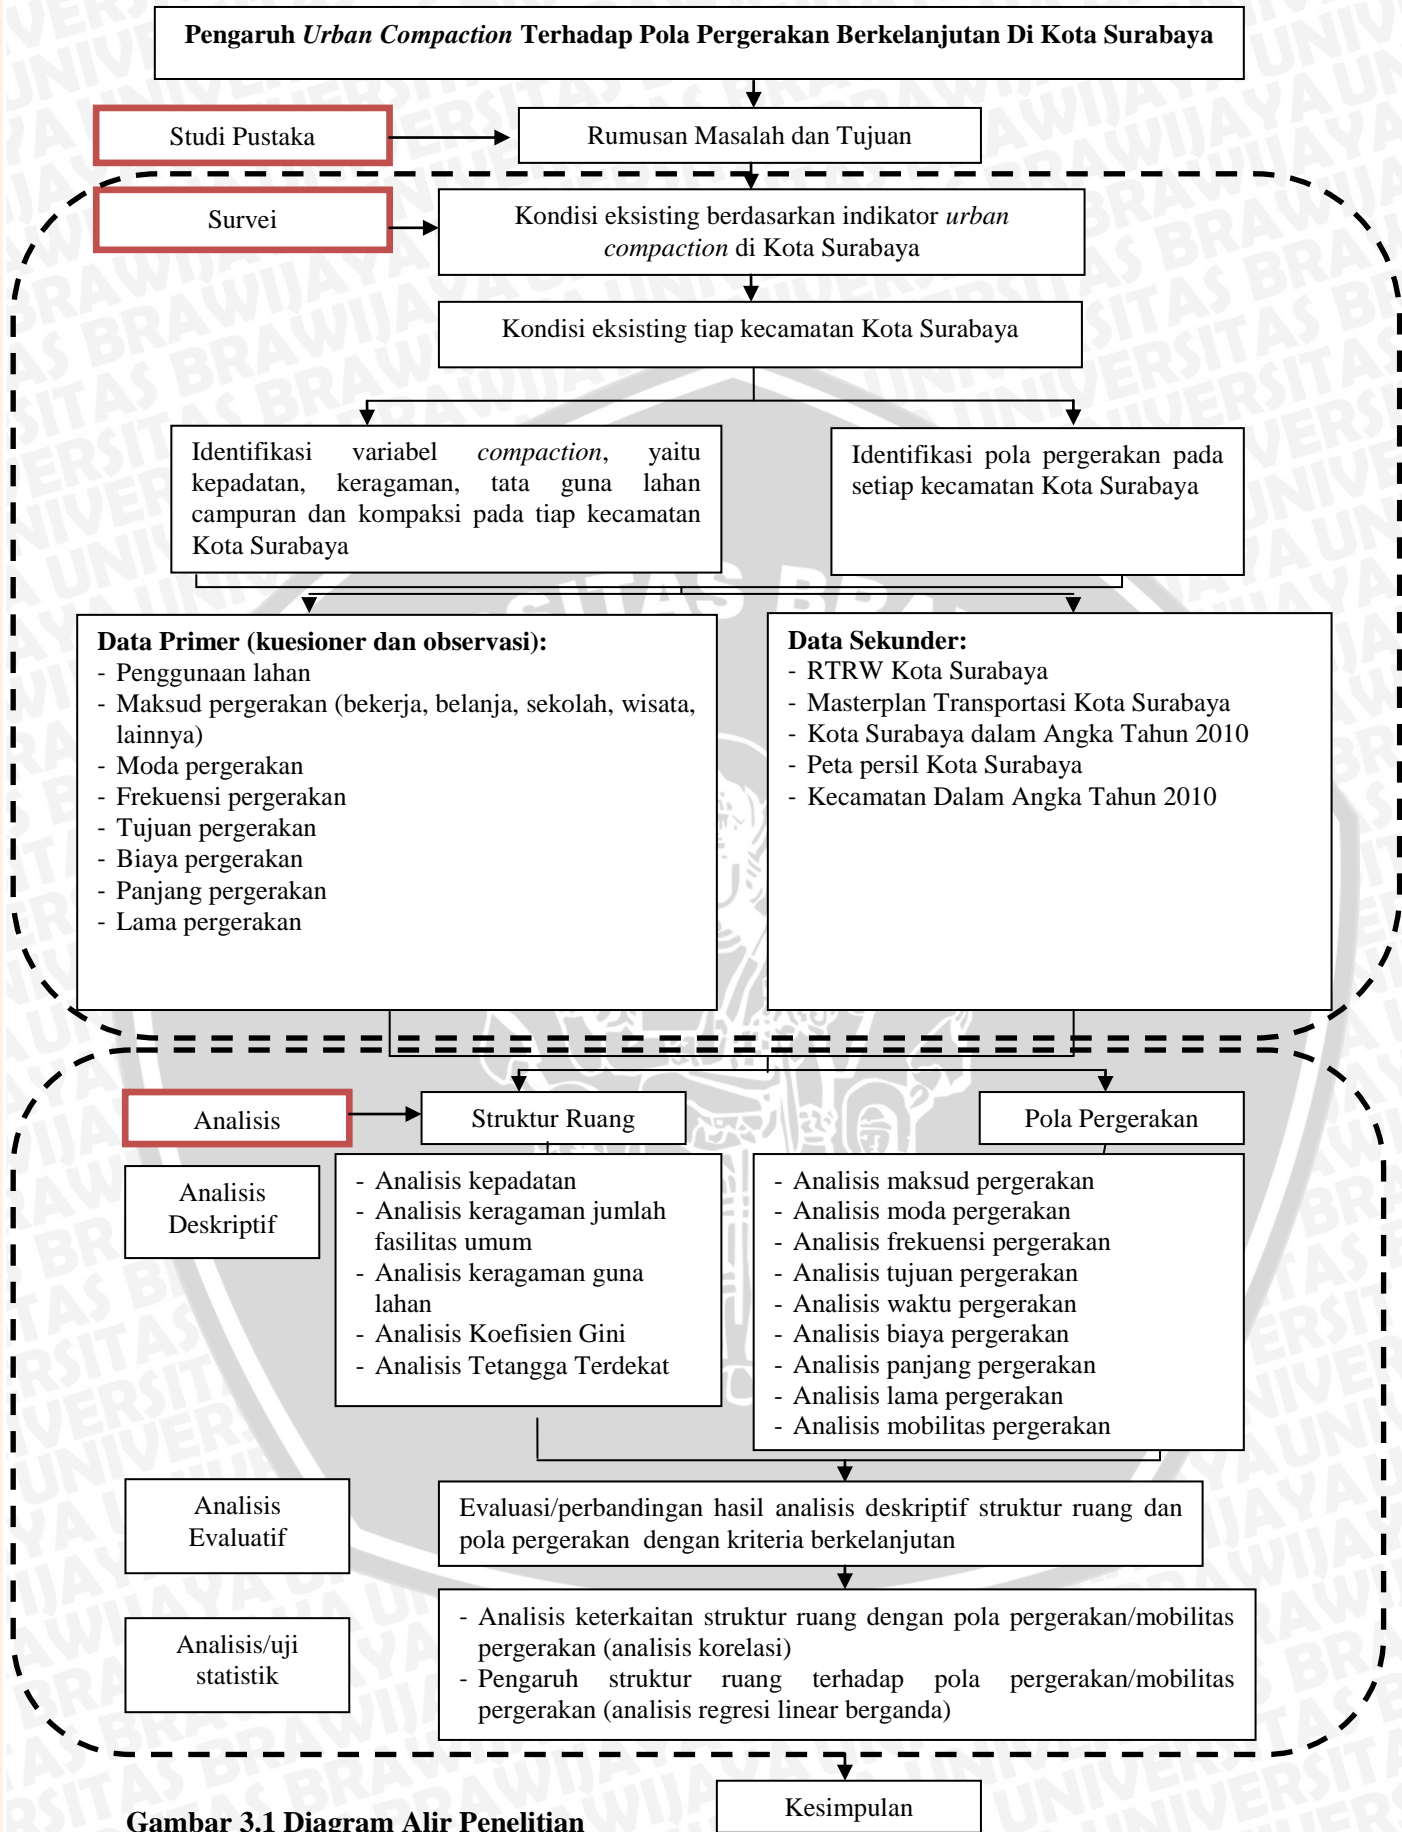 Pengaruh Urban Compaction Terhadap Pola Pergerakan Berkelanjutan Di Kota Surabaya
Studi Pustaka
Rumusan Masalah dan Tujuan
Survei
Kondisi eksisting berdasarkan indikator urban
compaction di Kota Surabaya
Kondisi eksisting tiap kecamatan Kota Surabaya
Identifikasi variabel compaction, yaitu
kepadatan, keragaman, tata guna lahan
campuran dan kompaksi pada tiap kecamatan
Kota Surabaya
Identifikasi pola pergerakan pada
setiap kecamatan Kota Surabaya
Data Primer (kuesioner dan observasi):
- Penggunaan lahan
- Maksud pergerakan (bekerja, belanja, sekolah, wisata,
lainnya)
- Moda pergerakan
- Frekuensi pergerakan
- Tujuan pergerakan
- Biaya pergerakan
- Panjang pergerakan
- Lama pergerakan
Data Sekunder:
- RTRW Kota Surabaya
- Masterplan Transportasi Kota Surabaya
- Kota Surabaya dalam Angka Tahun 2010
- Peta persil Kota Surabaya
- Kecamatan Dalam Angka Tahun 2010
Analisis
Struktur Ruang
Pola Pergerakan
Analisis
Deskriptif
- Analisis kepadatan
- Analisis keragaman jumlah
fasilitas umum
- Analisis keragaman guna
lahan
- Analisis Koefisien Gini
- Analisis Tetangga Terdekat
- Analisis maksud pergerakan
- Analisis moda pergerakan
- Analisis frekuensi pergerakan
- Analisis tujuan pergerakan
- Analisis waktu pergerakan
- Analisis biaya pergerakan
- Analisis panjang pergerakan
- Analisis lama pergerakan
- Analisis mobilitas pergerakan
Analisis
Evaluatif
Evaluasi/perbandingan hasil analisis deskriptif struktur ruang dan
pola pergerakan dengan kriteria berkelanjutan
Analisis/uji
statistik
- Analisis keterkaitan struktur ruang dengan pola pergerakan/mobilitas
pergerakan (analisis korelasi)
- Pengaruh struktur ruang terhadap pola pergerakan/mobilitas
pergerakan (analisis regresi linear berganda)
Kesimpulan
Gambar 3.1 Diagram Alir Penelitian